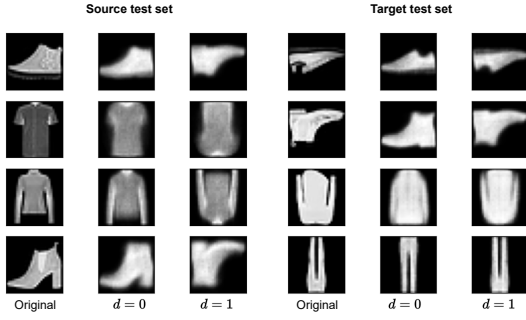 Source test set
Target test set
Original d = 0 d = 1 Original d = 0 d = 1